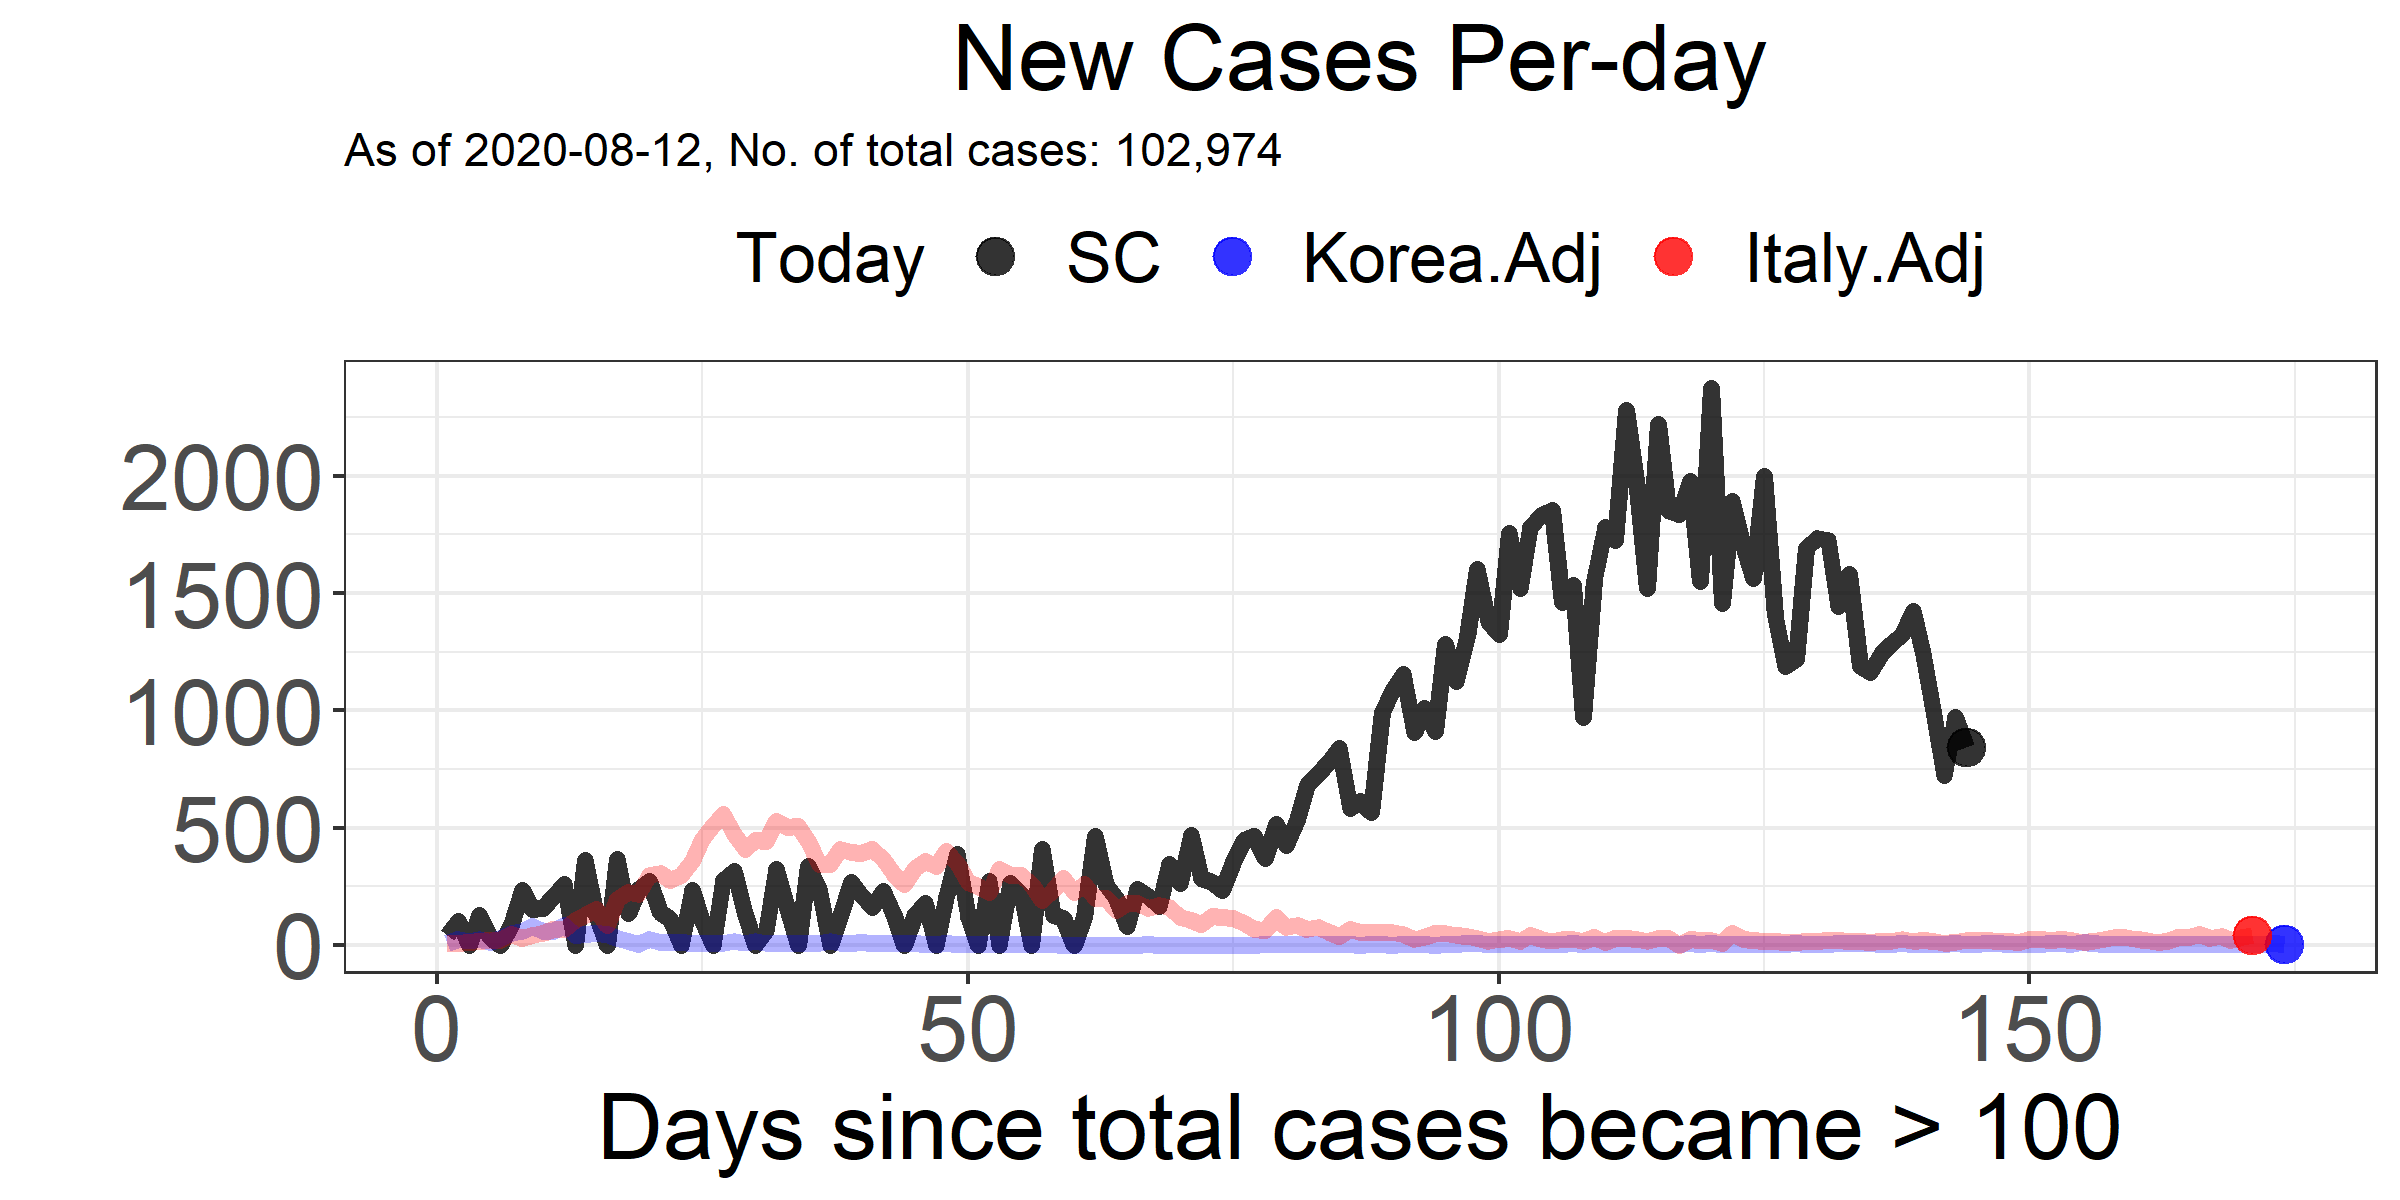 New Cases Per-day
As of 2020-08-12, No. of total cases: 102,974
Today SC Korea.Adj Italy.Adj
2000
1500
1000
500
0
0 50 100 150
Days since total cases became > 100